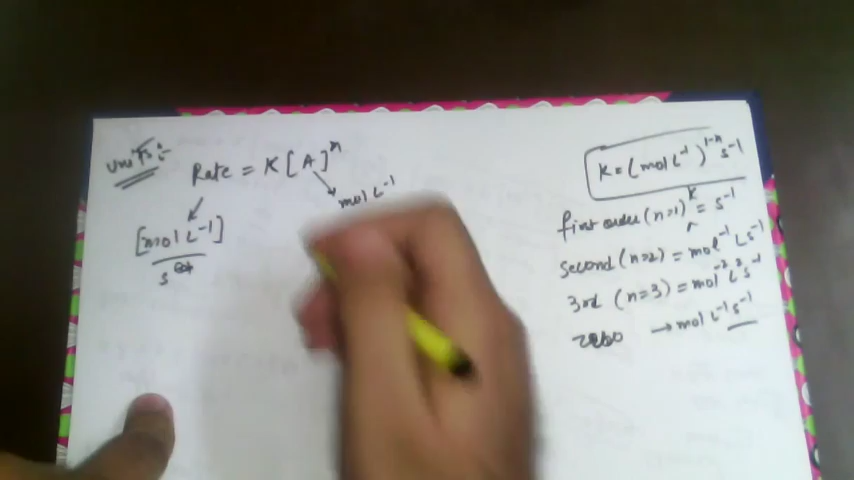 Units :-
Rate = K[A]^n
mol L^-1
[mol L^-1]
s
K = (mol L^-1)^1-n s^-1
first order (n=1) K = s^-1
second (n=2) = mol^-1 L s^-1
3rd (n=3) = mol^-2 L^2 s^-1
zero → mol L^-1 s^-1